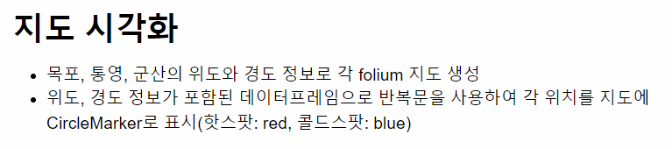 지도 시각화
• 목포, 통영, 군산의 위도와 경도 정보로 각 folium 지도 생성
• 위도, 경도 정보가 포함된 데이터프레임으로 반복문을 사용하여 각 위치를 지도에
CircleMarker로 표시(핫스팟: red, 콜드스팟: blue)